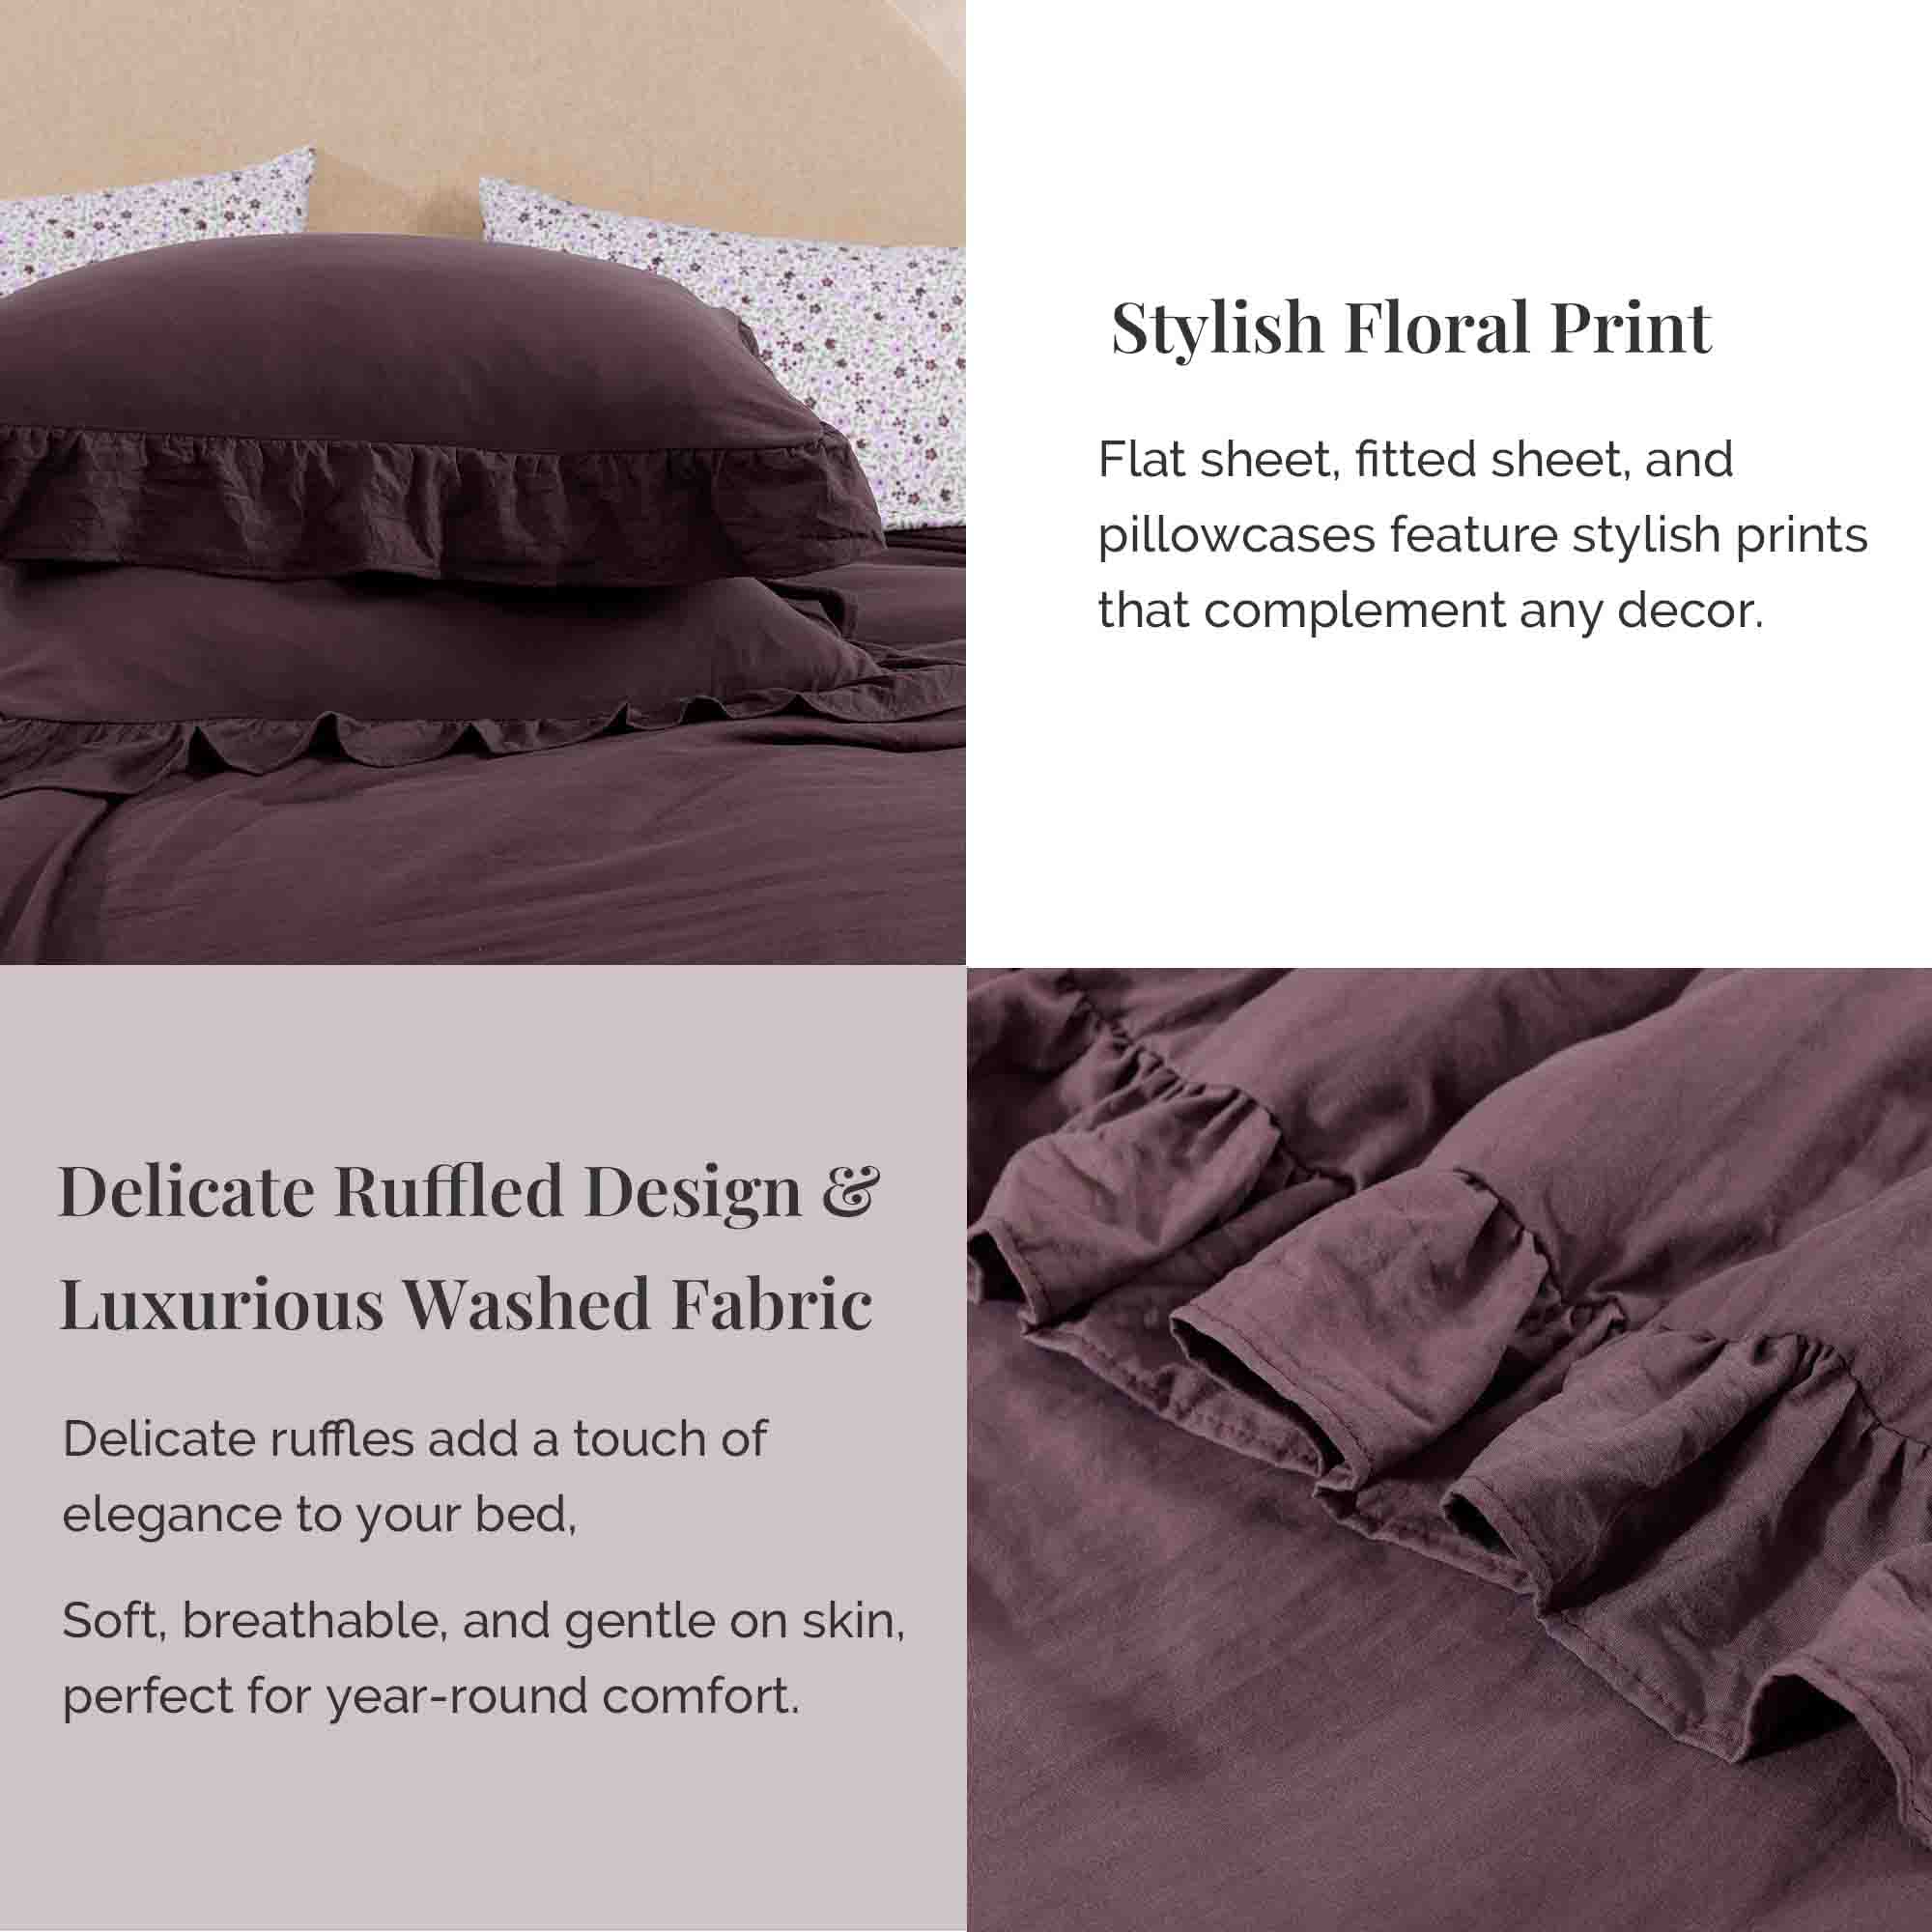 Stylish Floral Print
Flat sheet, fitted sheet, and
pillowcases feature stylish prints
that complement any decor.
Delicate Ruffled Design &
Luxurious Washed Fabric
Delicate ruffles add a touch of
elegance to your bed,
Soft, breathable, and gentle on skin,
perfect for year-round comfort.